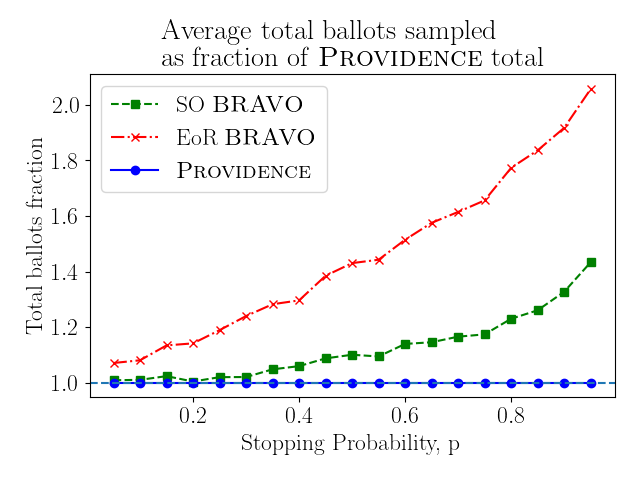 Average total ballots sampled
as fraction of PROVIDENCE total
SO BRAVO
EoR BRAVO
PROVIDENCE
Total ballots fraction
2.0
1.8
1.6
1.4
1.2
1.0
0.2 0.4 0.6 0.8
Stopping Probability, p